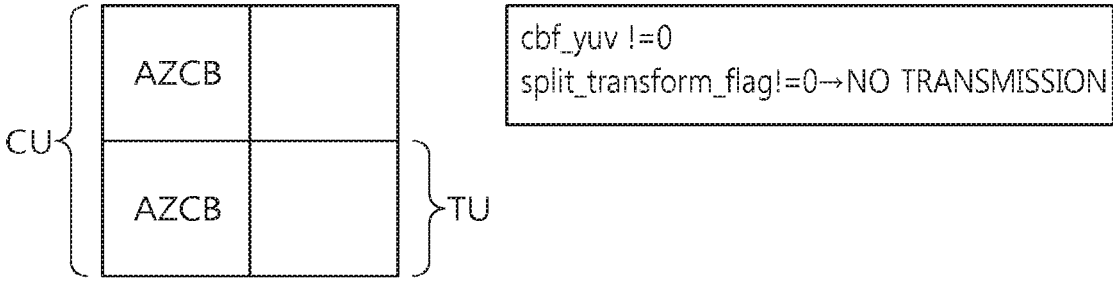 AZCB
CU
AZCB
TU
cbf_yuv !=0
split_transform_flag!=0→NO TRANSMISSION